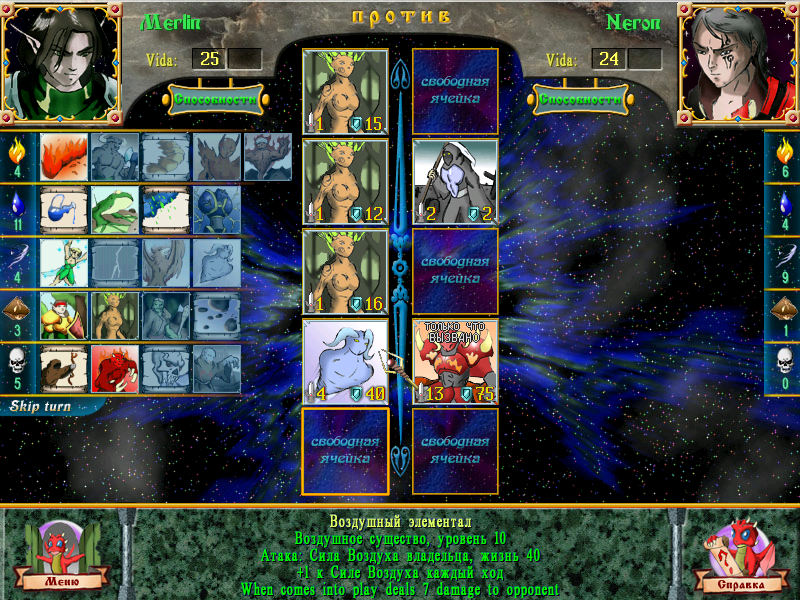 Merlin
против
Neron
Vida: 25
Vida: 24
Способности
Способности
1 15
свободная
ячейка
4
6
1 12
2 2
11
4
1 16
свободная
ячейка
4
9
3
1
только что
вызвано
4 40
13 75
5
0
Skip turn
свободная
ячейка
свободная
ячейка
Воздушный элементал
Воздушное существо, уровень 10
Атака: Сила Воздуха владельца, жизнь 40
+1 к Силе Воздуха каждый ход
When comes into play deals 7 damage to opponent
Меню
Справка